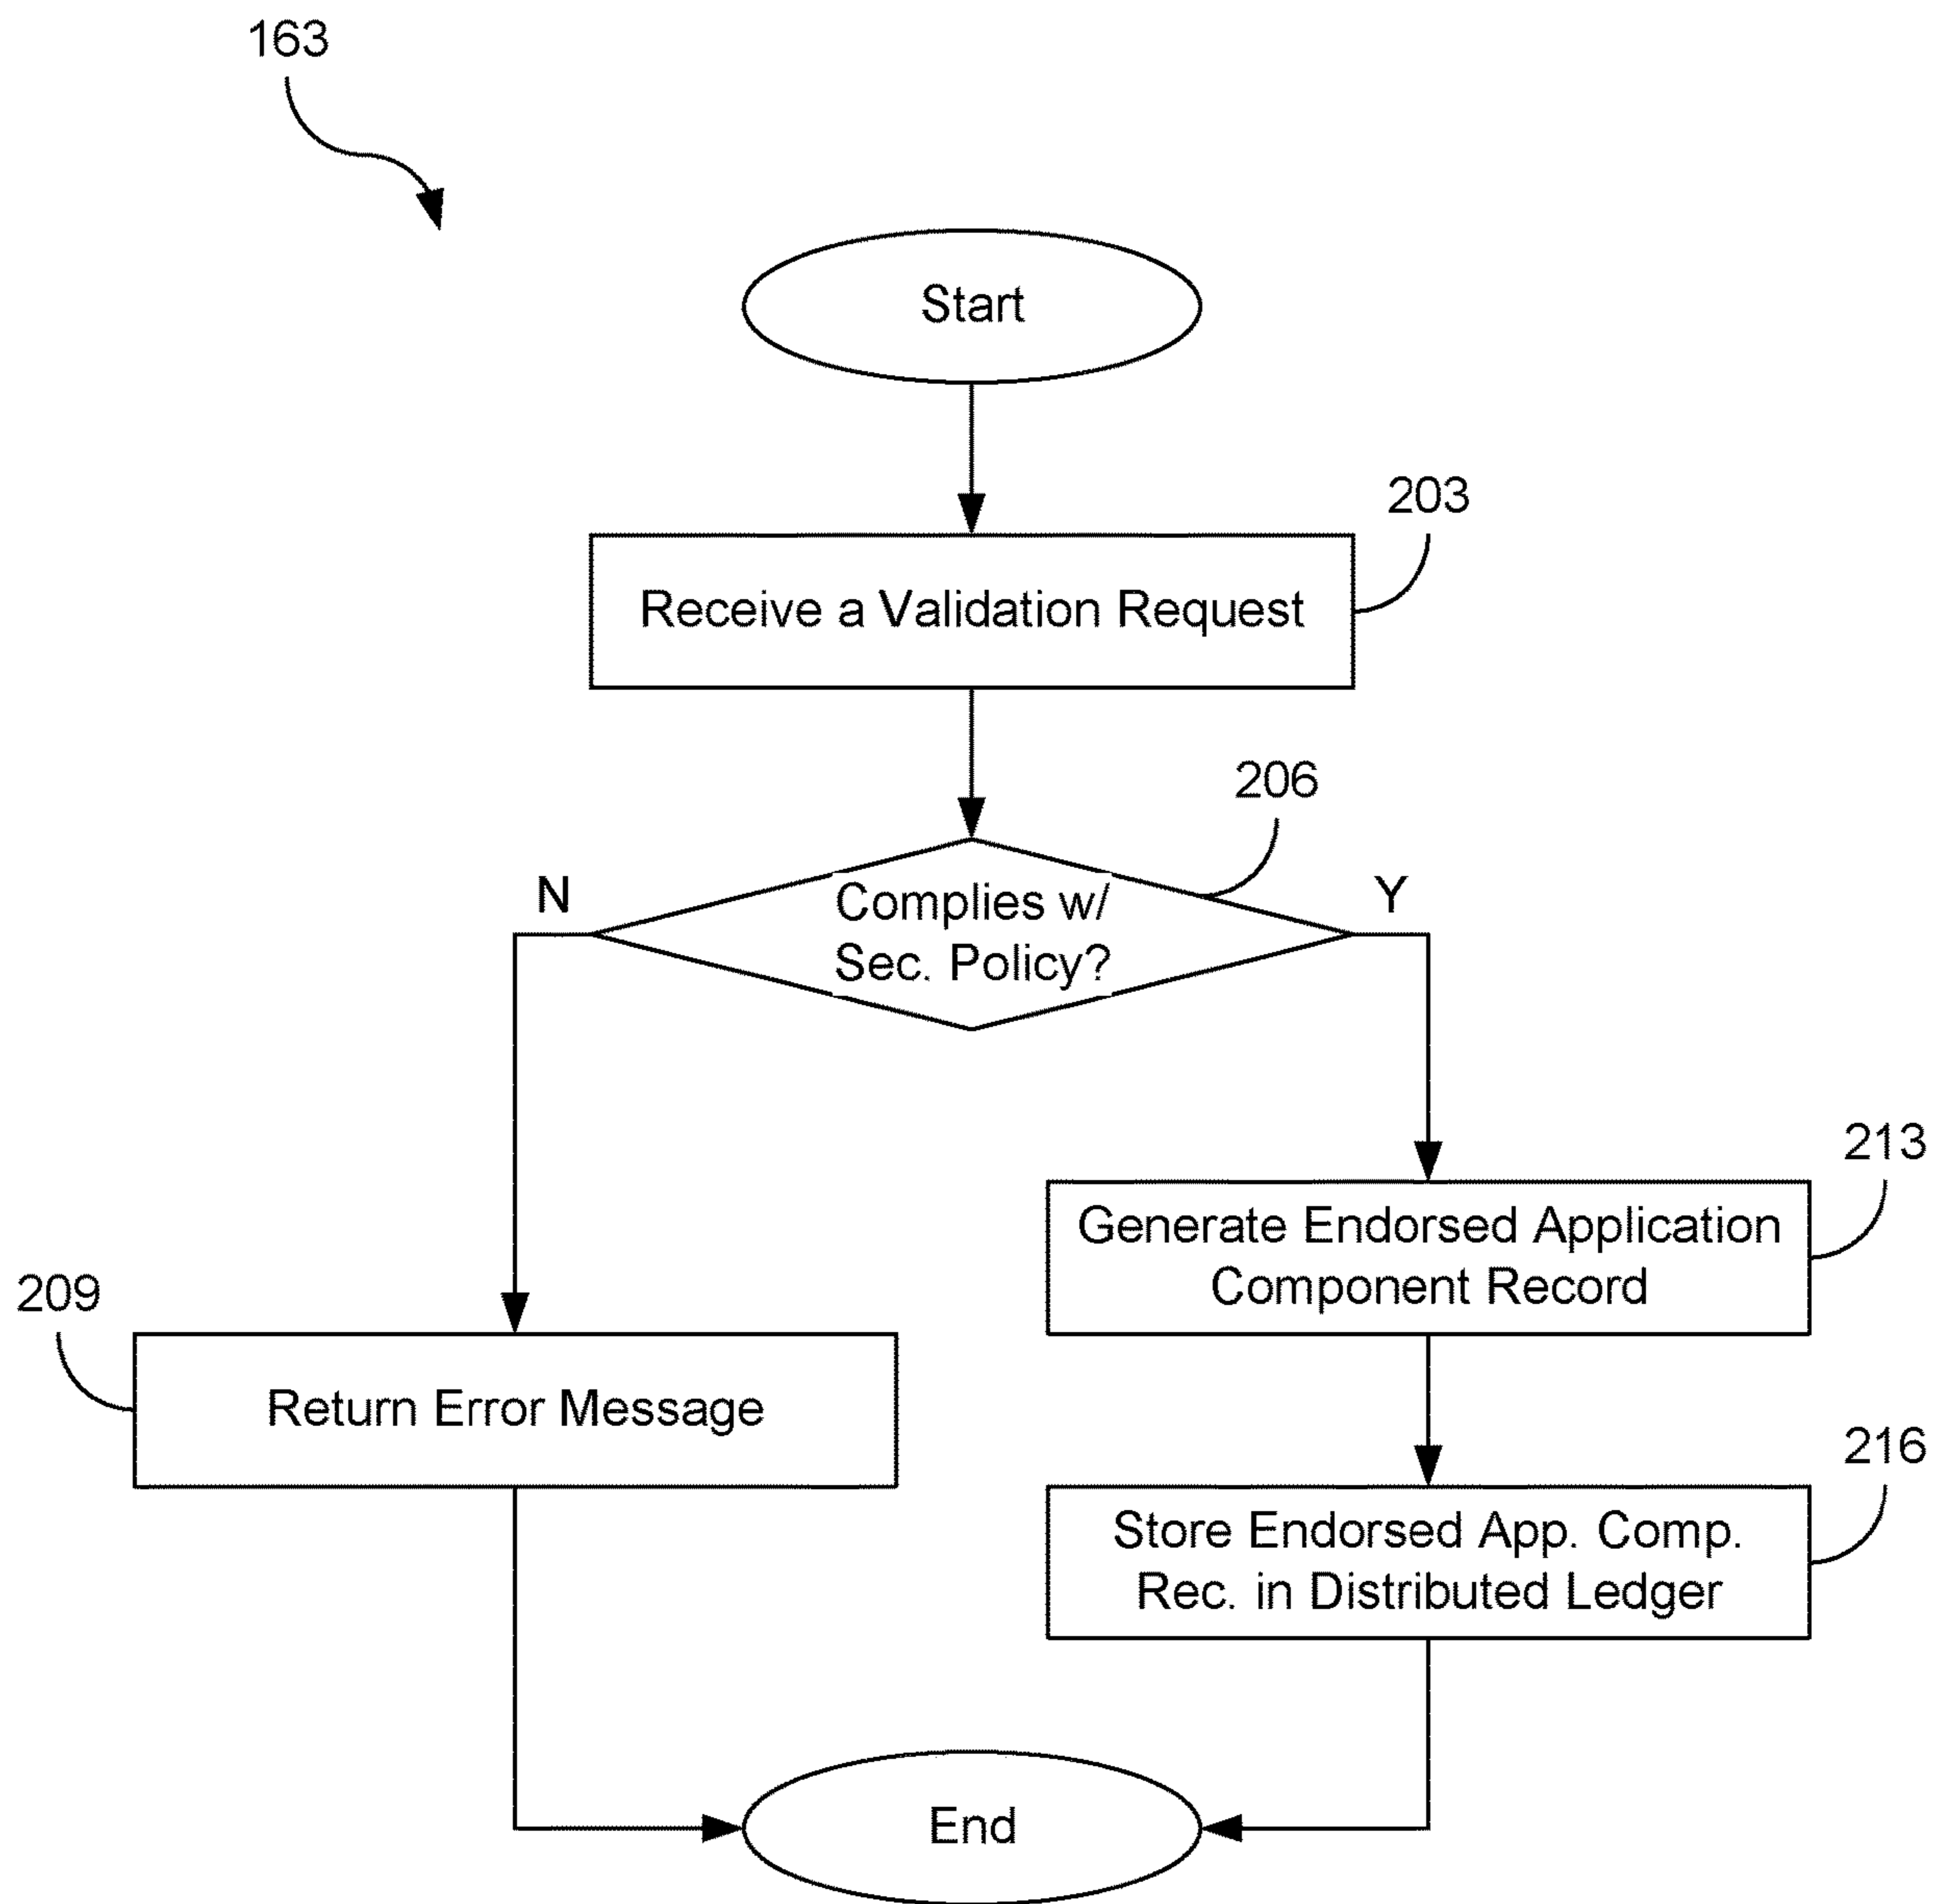 163
Start
203
Receive a Validation Request
206
N
Y
Complies w/
Sec. Policy?
213
Generate Endorsed Application
Component Record
209
Return Error Message
216
Store Endorsed App. Comp.
Rec. in Distributed Ledger
End